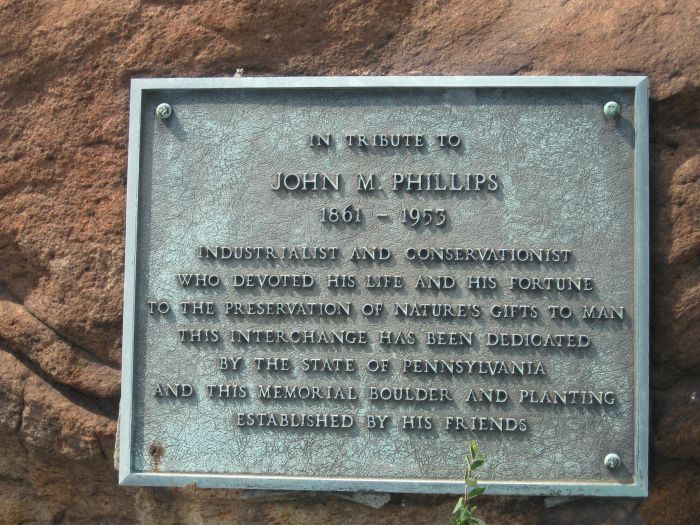 IN TRIBUTE TO
JOHN M. PHILLIPS
1861 - 1953
INDUSTRIALIST AND CONSERVATIONIST
WHO DEVOTED HIS LIFE AND HIS FORTUNE
TO THE PRESERVATION OF NATURE'S GIFTS TO MAN
THIS INTERCHANGE HAS BEEN DEDICATED
BY THE STATE OF PENNSYLVANIA
AND THIS MEMORIAL BOULDER AND PLANTING
ESTABLISHED BY HIS FRIENDS